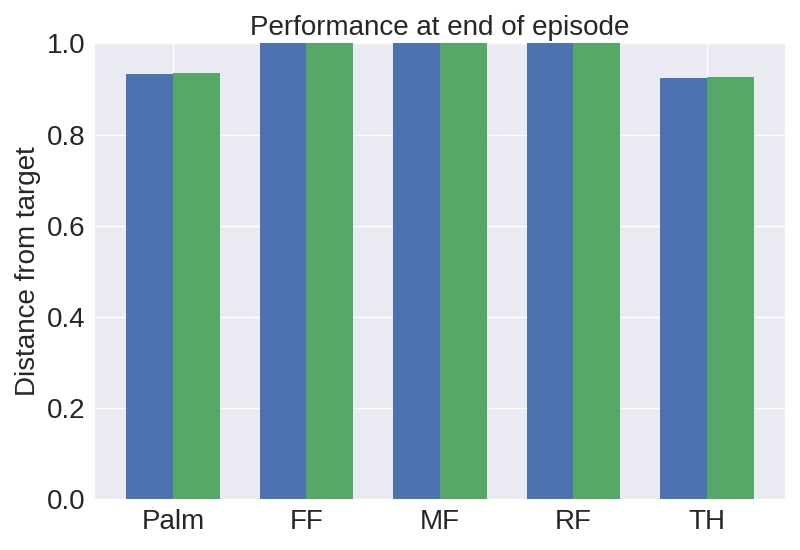 Performance at end of episode
Distance from target
1.0
0.8
0.6
0.4
0.2
0.0
Palm FF MF RF TH